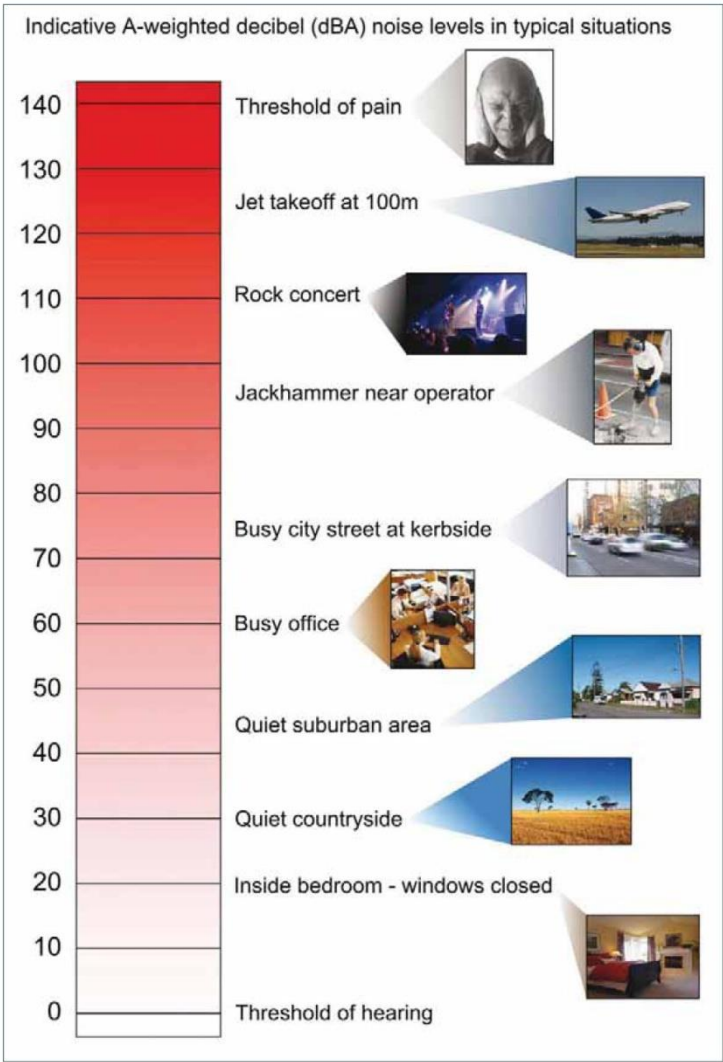 Indicative A-weighted decibel (dBA) noise levels in typical situations
140
Threshold of pain
130
Jet takeoff at 100m
120
110
Rock concert
100
Jackhammer near operator
90
80
Busy city street at kerbside
70
60
Busy office
50
Quiet suburban area
40
30
Quiet countryside
20
Inside bedroom - windows closed
10
0
Threshold of hearing